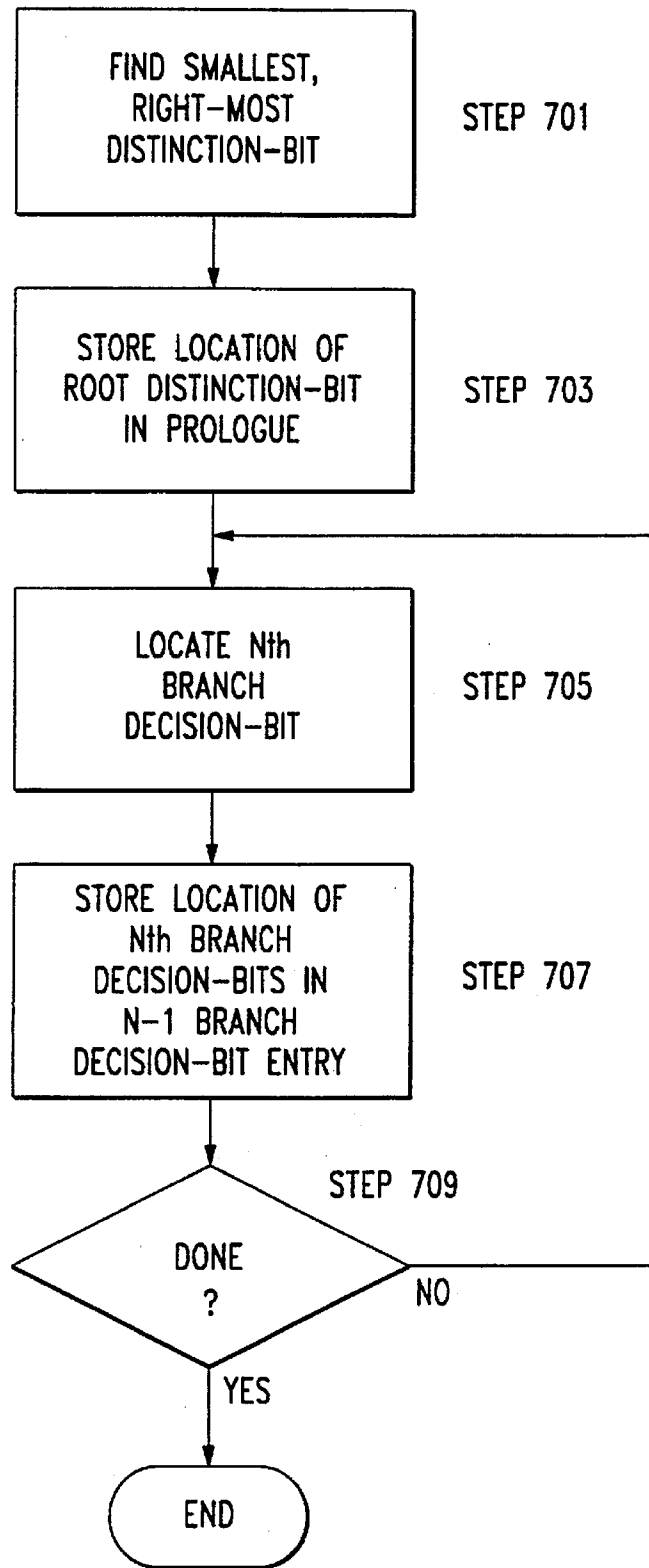 FIND SMALLEST,
RIGHT-MOST
DISTINCTION-BIT
STEP 701
STORE LOCATION OF
ROOT DISTINCTION-BIT
IN PROLOGUE
STEP 703
LOCATE Nth
BRANCH
DECISION-BIT
STEP 705
STORE LOCATION OF
Nth BRANCH
DECISION-BITS IN
N-1 BRANCH
DECISION-BIT ENTRY
STEP 707
STEP 709
DONE
?
NO
YES
END